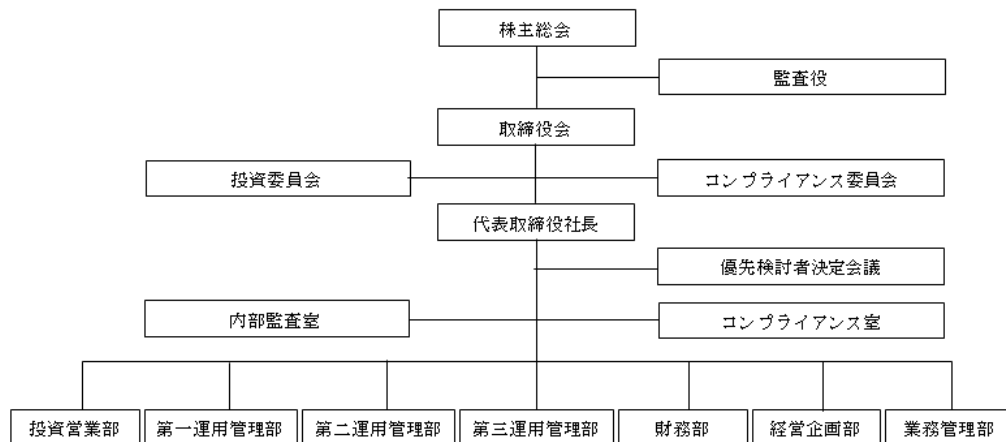 株主総会
監査役
取締役会
投資委員会
コンプライアンス委員会
代表取締役社長
優先検討者決定会議
内部監査室
コンプライアンス室
投資営業部
第一運用管理部
第二運用管理部
第三運用管理部
財務部
経営企画部
業務管理部